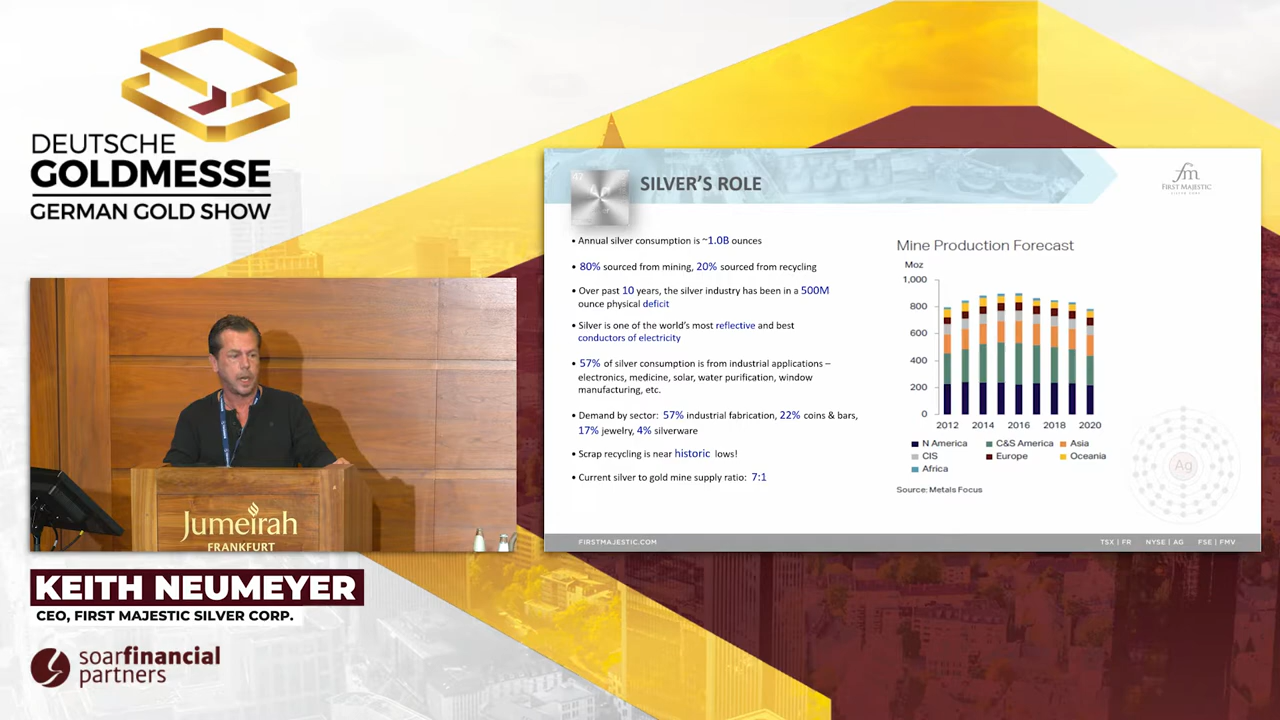 DEUTSCHE
GOLDMESSE
GERMAN GOLD SHOW
Jumeirah
FRANKFURT
KEITH NEUMEYER
CEO, FIRST MAJESTIC SILVER CORP.
soarfinancial
partners
47
SILVER'S ROLE
fm
FIRST MAJESTIC
SILVER CORP
• Annual silver consumption is ~1.0B ounces
• 80% sourced from mining, 20% sourced from recycling
• Over past 10 years, the silver industry has been in a 500M
ounce physical deficit
• Silver is one of the world's most reflective and best
conductors of electricity
• 57% of silver consumption is from industrial applications –
electronics, medicine, solar, water purification, window
manufacturing, etc.
• Demand by sector: 57% industrial fabrication, 22% coins & bars,
17% jewelry, 4% silverware
• Scrap recycling is near historic lows!
• Current silver to gold mine supply ratio: 7:1
Mine Production Forecast
Moz
1,000
800
600
400
200
0
2012 2014 2016 2018 2020
N America C&S America Asia
CIS Europe Oceania
Africa
Source: Metals Focus
Ag
FIRSTMAJESTIC.COM
TSX | FR NYSE | AG FSE | FMV